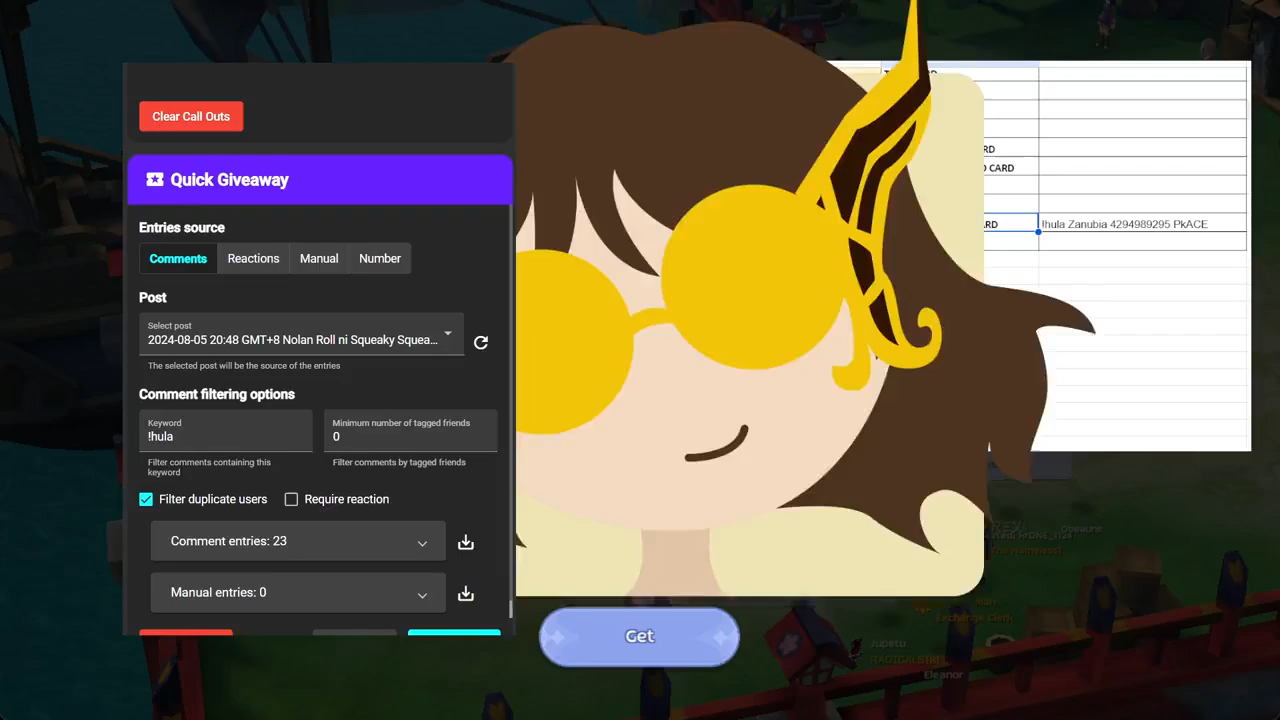 Clear Call Outs
Quick Giveaway
Entries source
Comments Reactions Manual Number
Post
Select post
2024-08-05 20:48 GMT+8 Nolan Roll ni Squeaky Squea...
The selected post will be the source of the entries
Comment filtering options
Keyword
!hula
Filter comments containing this
keyword
Minimum number of tagged friends
0
Filter comments by tagged friends
Filter duplicate users
Require reaction
Comment entries: 23
Manual entries: 0
Get
CARD
!hula Zanubia 4294989295 PkACE
Obeaune
Exchange Clerk
Jupetu
Eleanor